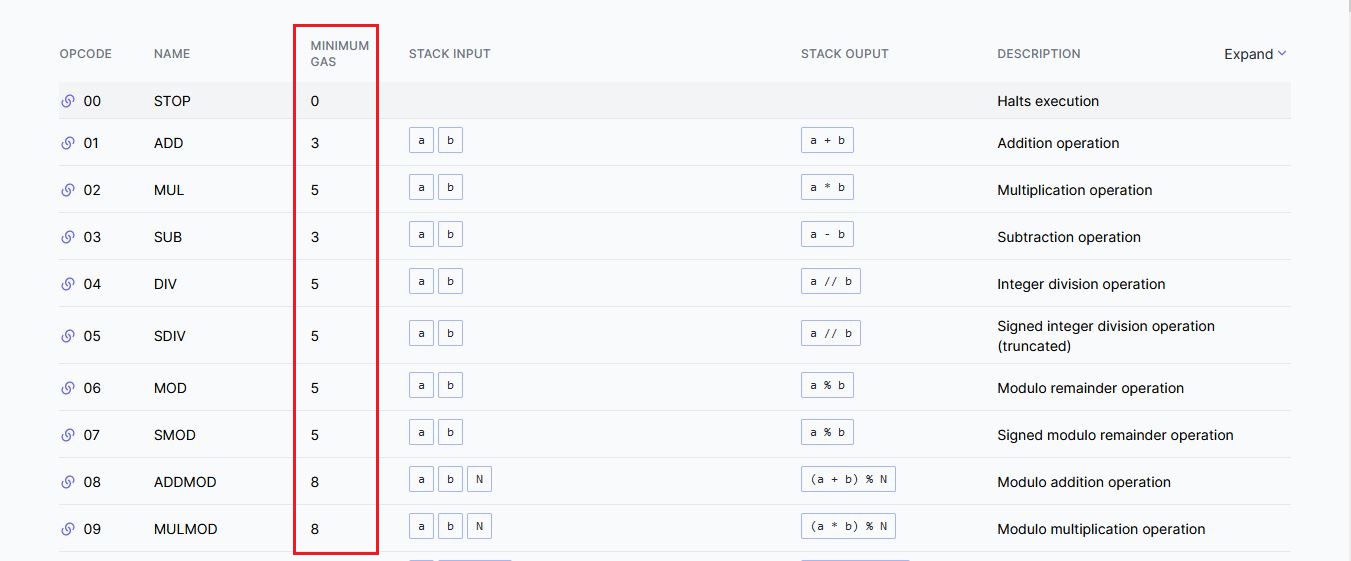 OPCODE NAME MINIMUM GAS STACK INPUT STACK OUPUT DESCRIPTION Expand
00 STOP 0 Halts execution
01 ADD 3 a b a + b Addition operation
02 MUL 5 a b a * b Multiplication operation
03 SUB 3 a b a - b Subtraction operation
04 DIV 5 a b a // b Integer division operation
05 SDIV 5 a b a // b Signed integer division operation
(truncated)
06 MOD 5 a b a % b Modulo remainder operation
07 SMOD 5 a b a % b Signed modulo remainder operation
08 ADDMOD 8 a b N (a + b) % N Modulo addition operation
09 MULMOD 8 a b N (a * b) % N Modulo multiplication operation